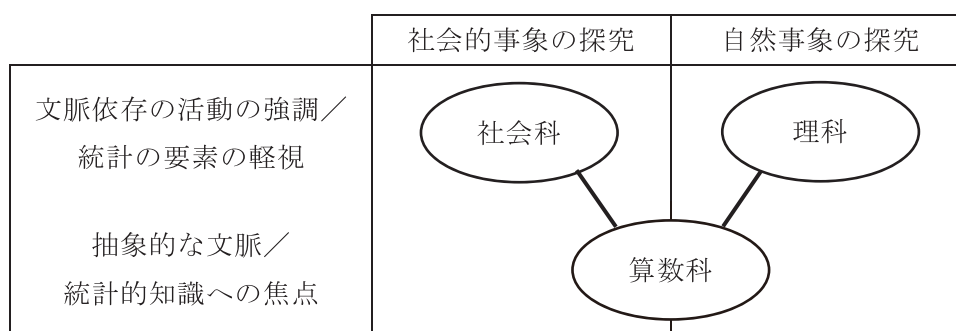 社会的事象の探究
自然事象の探究
文脈依存の活動の強調／
統計の要素の軽視
社会科
理科
抽象的な文脈／
統計的知識への焦点
算数科